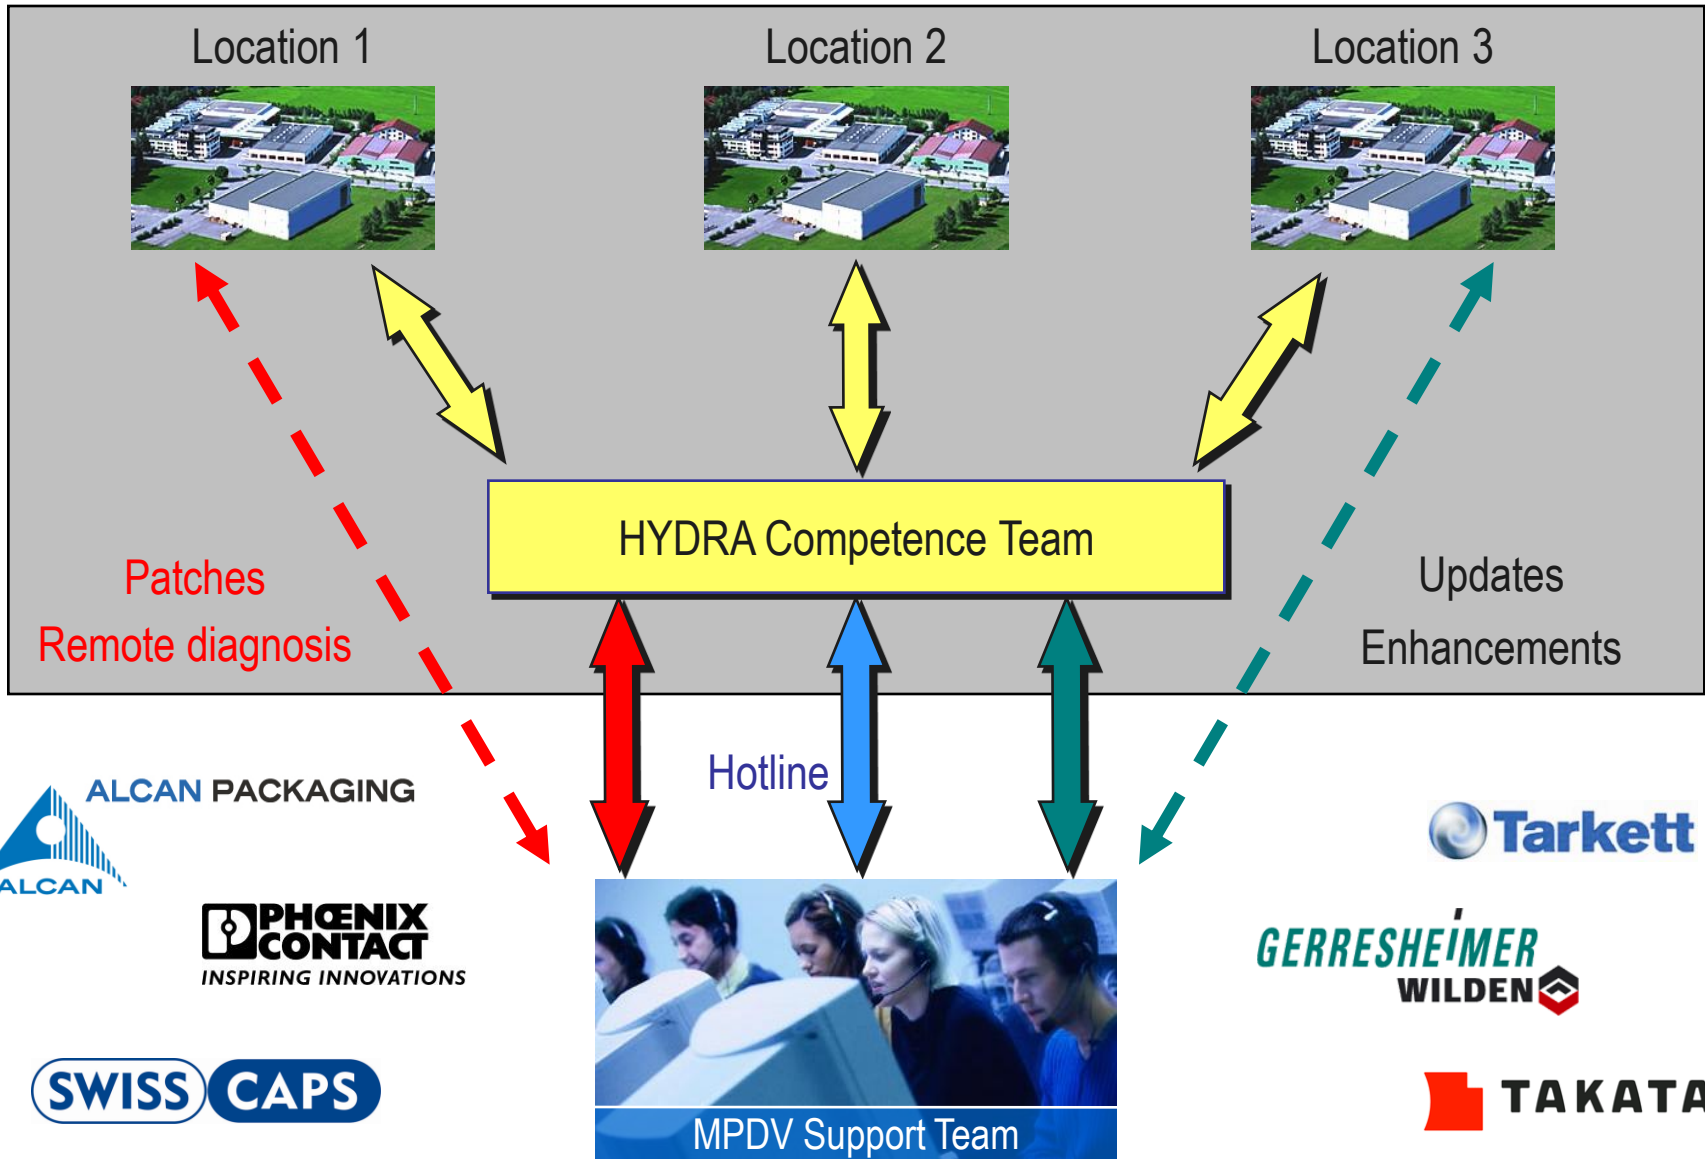 Location 1
Location 2
Location 3
HYDRA Competence Team
Patches
Remote diagnosis
Updates
Enhancements
Hotline
ALCAN PACKAGING
ALCAN
Tarkett
PHŒNIX
CONTACT
INSPIRING INNOVATIONS
GERRESHEIMER
WILDEN
SWISS CAPS
TAKATA
MPDV Support Team